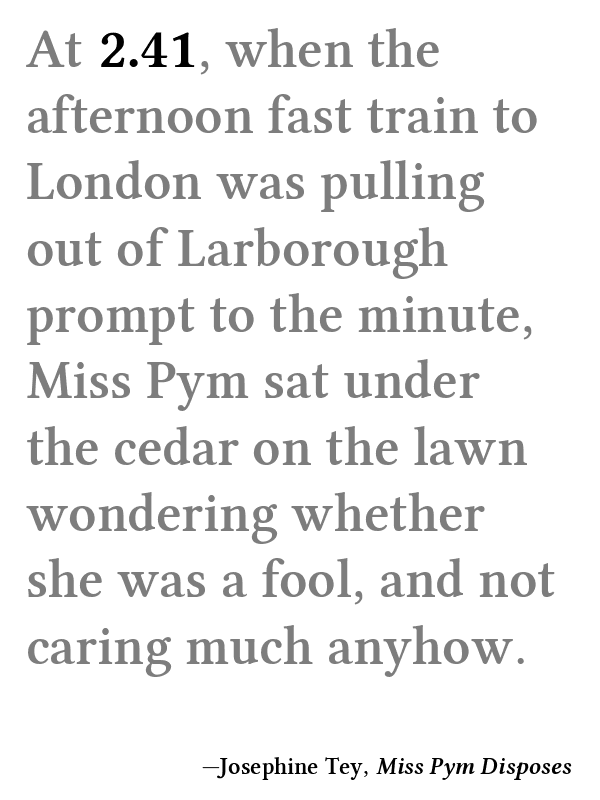 At 2.41, when the
afternoon fast train to
London was pulling
out of Larborough
prompt to the minute,
Miss Pym sat under
the cedar on the lawn
wondering whether
she was a fool, and not
caring much anyhow.
—Josephine Tey, Miss Pym Disposes